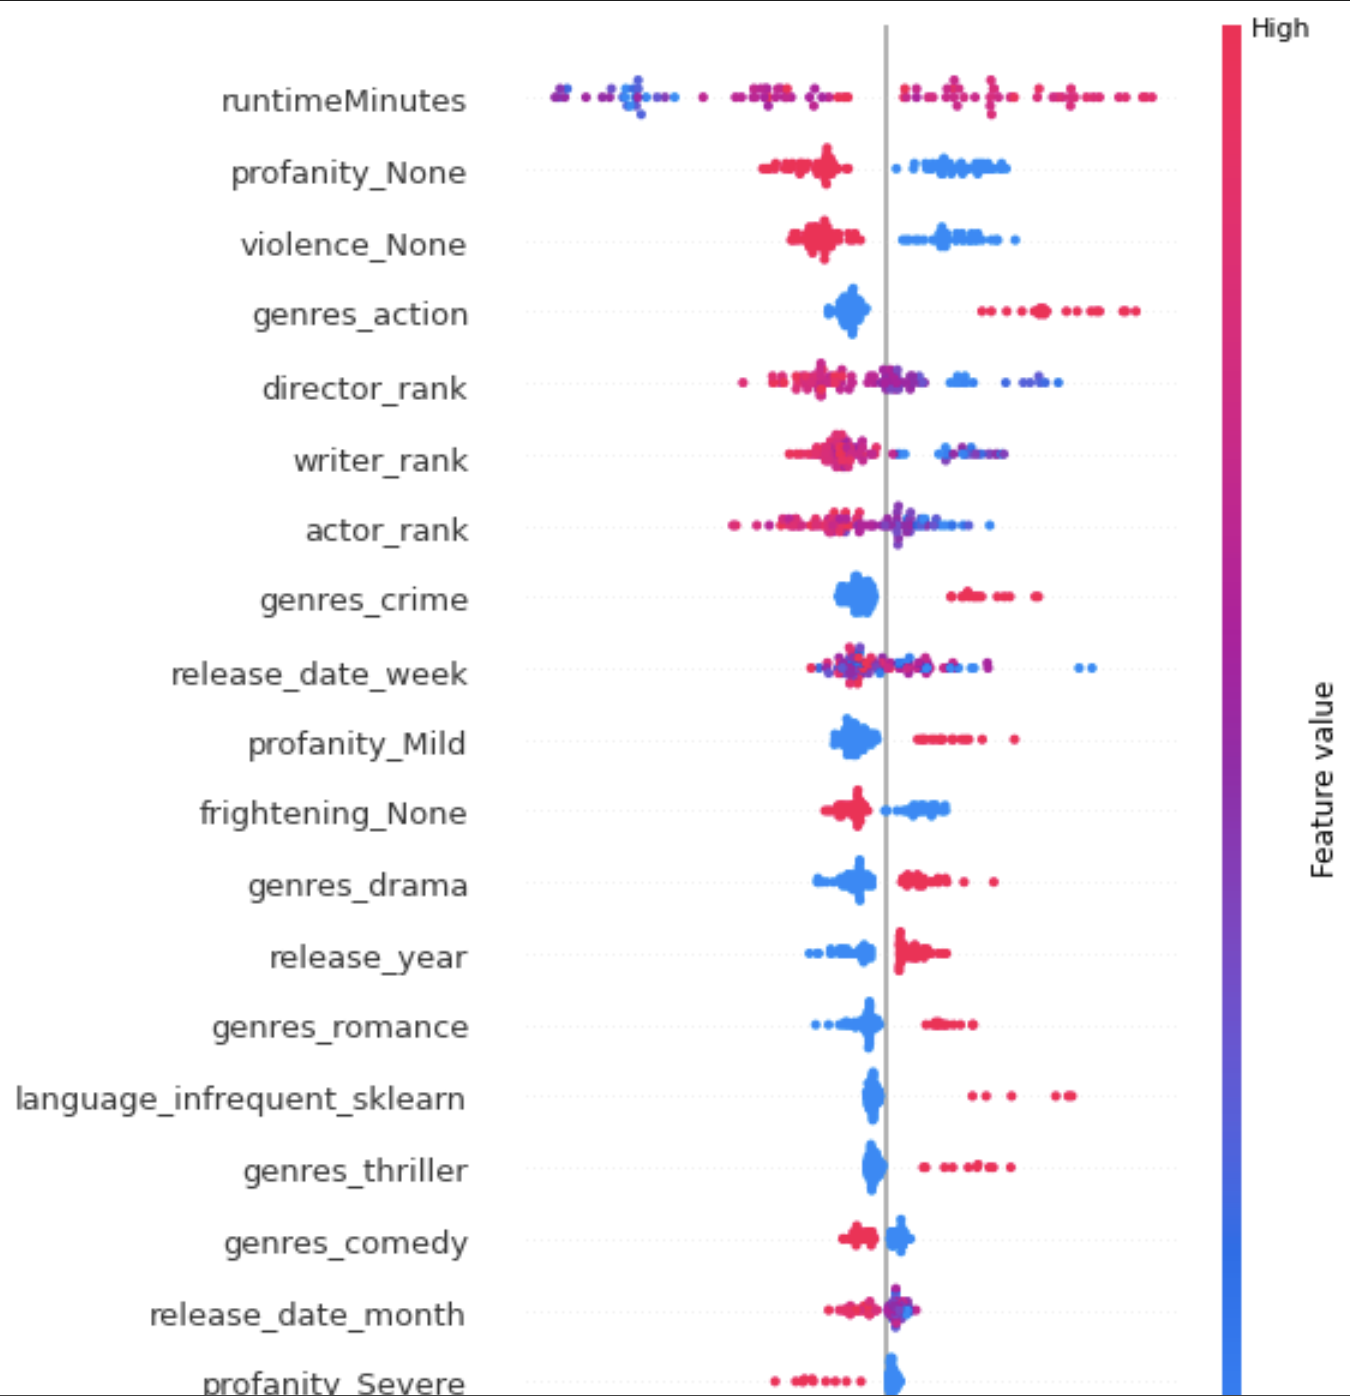 High
runtimeMinutes
profanity_None
violence_None
genres_action
director_rank
writer_rank
actor_rank
genres_crime
release_date_week
profanity_Mild
frightening_None
genres_drama
release_year
genres_romance
language_infrequent_sklearn
genres_thriller
genres_comedy
release_date_month
profanity_Severe
Feature value